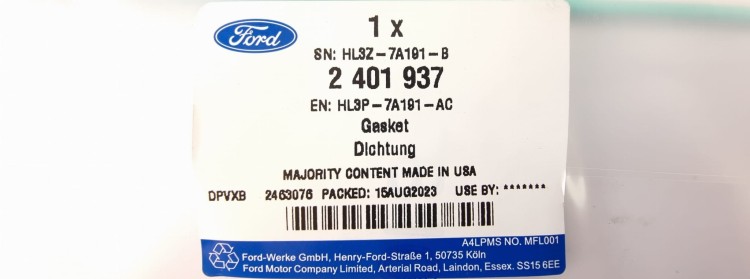 Ford
1 x
SN: HL3Z-7A191-B
2 401 937
EN: HL3P-7A191-AC
Gasket
Dichtung
MAJORITY CONTENT MADE IN USA
DPVXB 2463076 PACKED: 15AUG2023 USE BY: *******
A4LPMS NO. MFL001
Ford-Werke GmbH, Henry-Ford-Straße 1, 50735 Köln
Ford Motor Company Limited, Arterial Road, Laindon, Essex. SS15 6EE